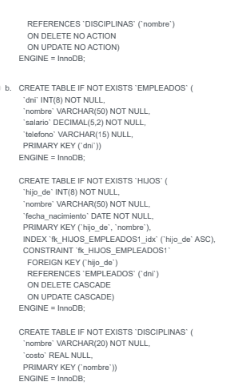 REFERENCES `DISCIPLINAS` (`nombre`)
ON DELETE NO ACTION
ON UPDATE NO ACTION)
ENGINE = InnoDB;
b. CREATE TABLE IF NOT EXISTS `EMPLEADOS` (
`dni` INT(8) NOT NULL,
`nombre` VARCHAR(50) NOT NULL,
`salario` DECIMAL(5,2) NOT NULL,
`telefono` VARCHAR(15) NULL,
PRIMARY KEY (`dni`))
ENGINE = InnoDB;
CREATE TABLE IF NOT EXISTS `HIJOS` (
`hijo_de` INT(8) NOT NULL,
`nombre` VARCHAR(50) NOT NULL,
`fecha_nacimiento` DATE NOT NULL,
PRIMARY KEY (`hijo_de`, `nombre`),
INDEX `fk_HIJOS_EMPLEADOS1_idx` (`hijo_de` ASC),
CONSTRAINT `fk_HIJOS_EMPLEADOS1`
FOREIGN KEY (`hijo_de`)
REFERENCES `EMPLEADOS` (`dni`)
ON DELETE CASCADE
ON UPDATE CASCADE)
ENGINE = InnoDB;
CREATE TABLE IF NOT EXISTS `DISCIPLINAS` (
`nombre` VARCHAR(20) NOT NULL,
`costo` REAL NULL,
PRIMARY KEY (`nombre`))
ENGINE = InnoDB;